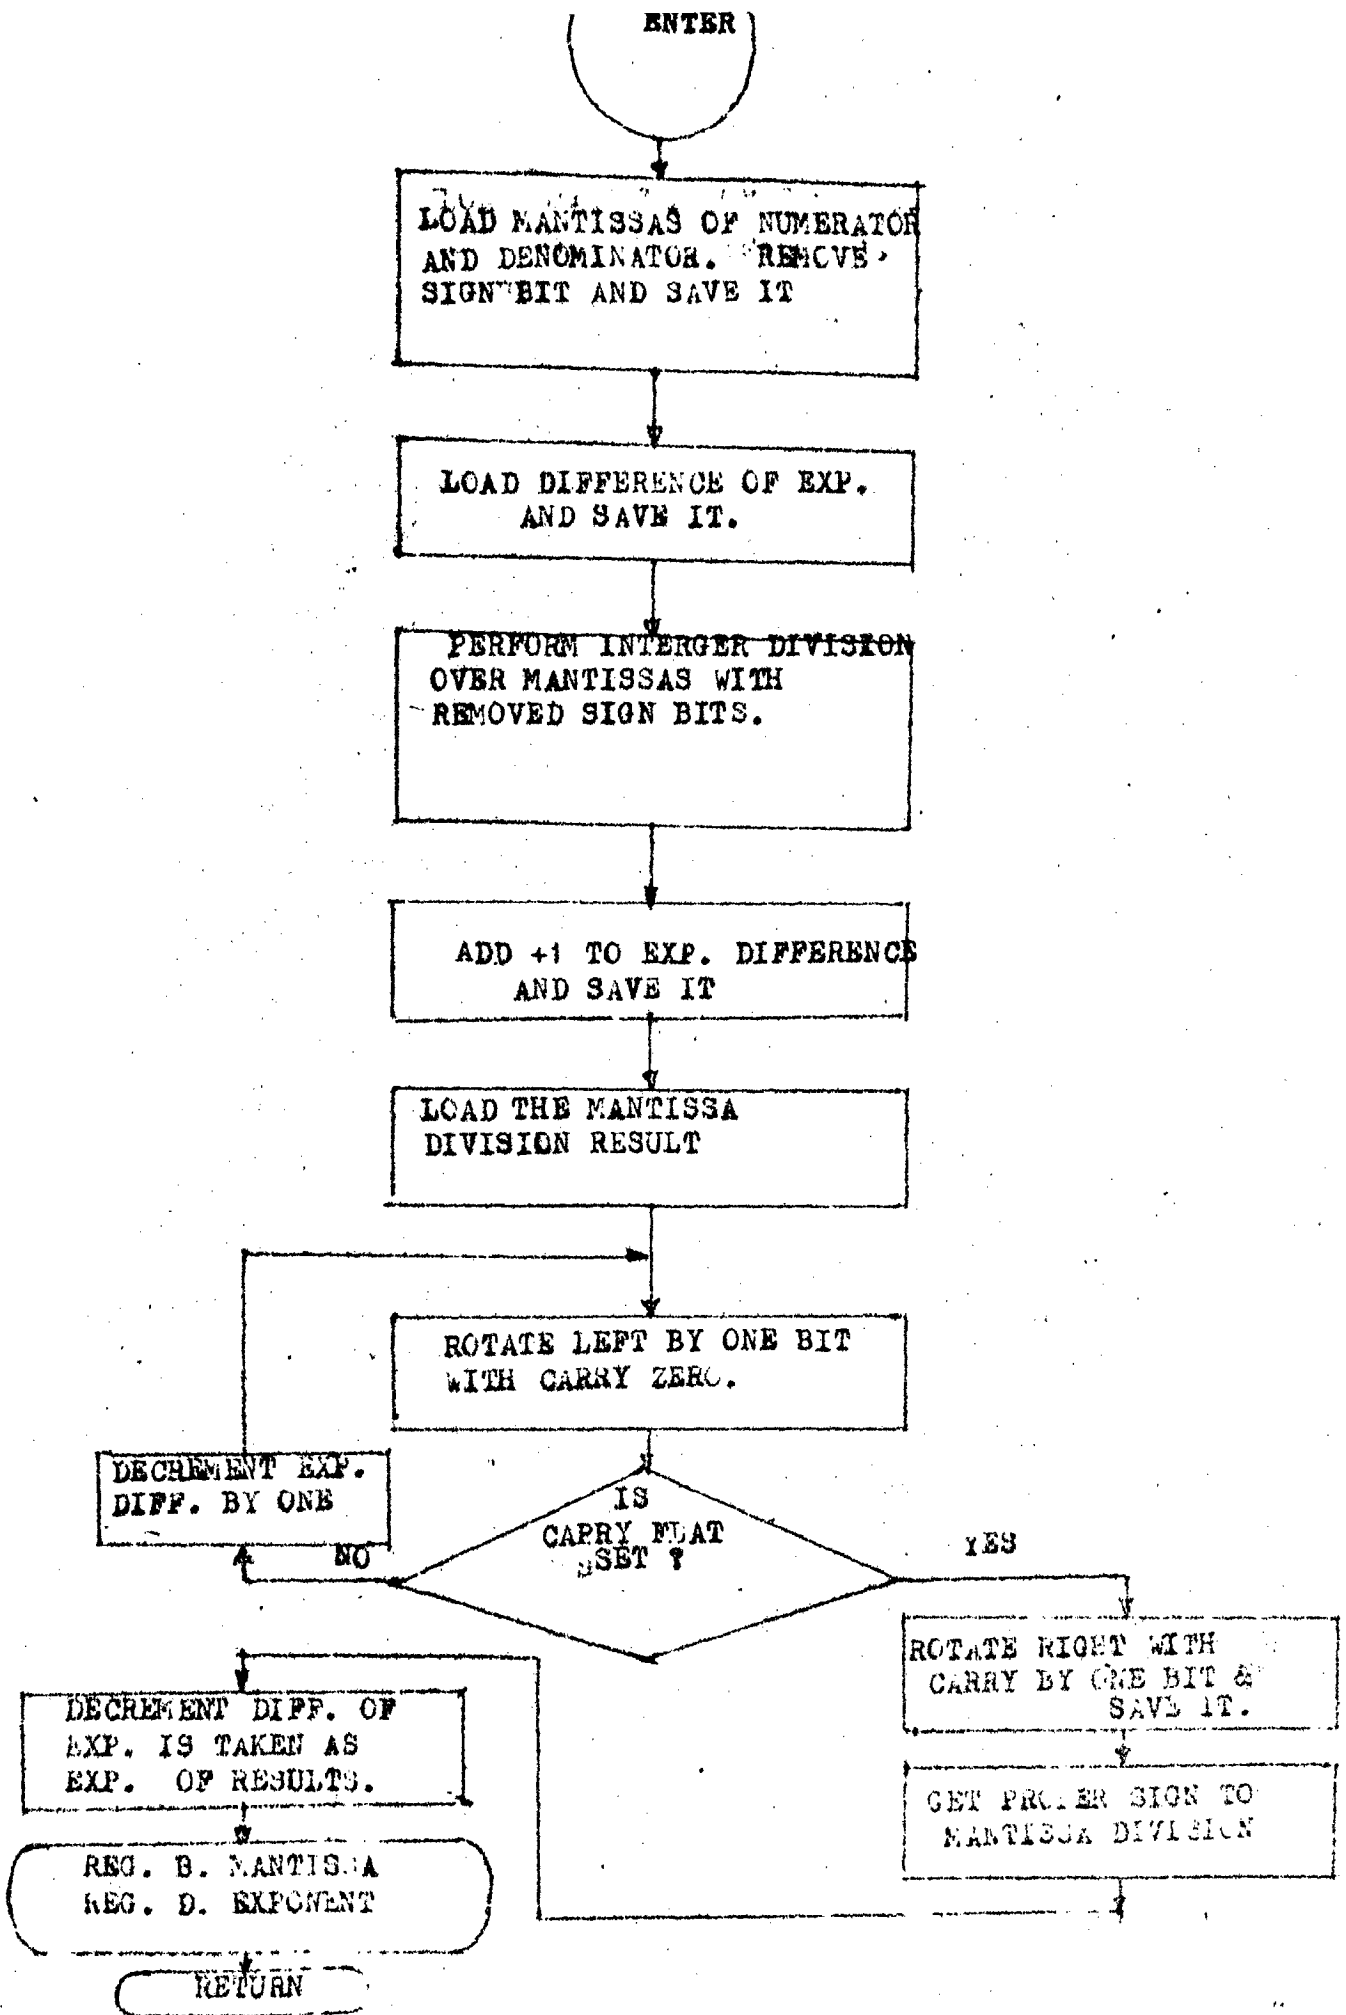 ENTER
LOAD MANTISSAS OF NUMERATOR
AND DENOMINATOR. REMOVE
SIGN BIT AND SAVE IT
LOAD DIFFERENCE OF EXP.
AND SAVE IT.
PERFORM INTERGER DIVISION
OVER MANTISSAS WITH
REMOVED SIGN BITS.
ADD +1 TO EXP. DIFFERENCE
AND SAVE IT
LOAD THE MANTISSA
DIVISION RESULT
ROTATE LEFT BY ONE BIT
WITH CARRY ZERO.
DECREMENT EXP.
DIFF. BY ONE
NO
IS
CARRY FLAT
SSET ?
YES
ROTATE RIGHT WITH
CARRY BY ONE BIT &
SAVE IT.
GET PROPER SIGN TO
MANTISSA DIVISION
DECREMENT DIFF. OF
EXP. IS TAKEN AS
EXP. OF RESULTS.
REG. B. MANTISSA
REG. D. EXPONENT
RETURN